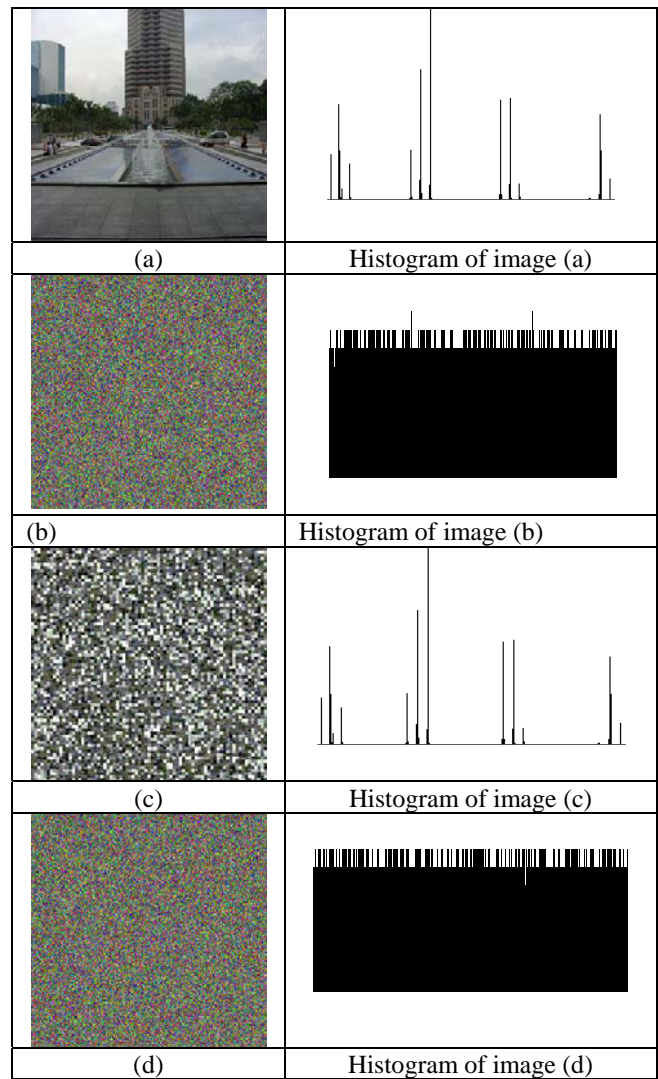 (a) Histogram of image (a)
(b) Histogram of image (b)
(c) Histogram of image (c)
(d) Histogram of image (d)